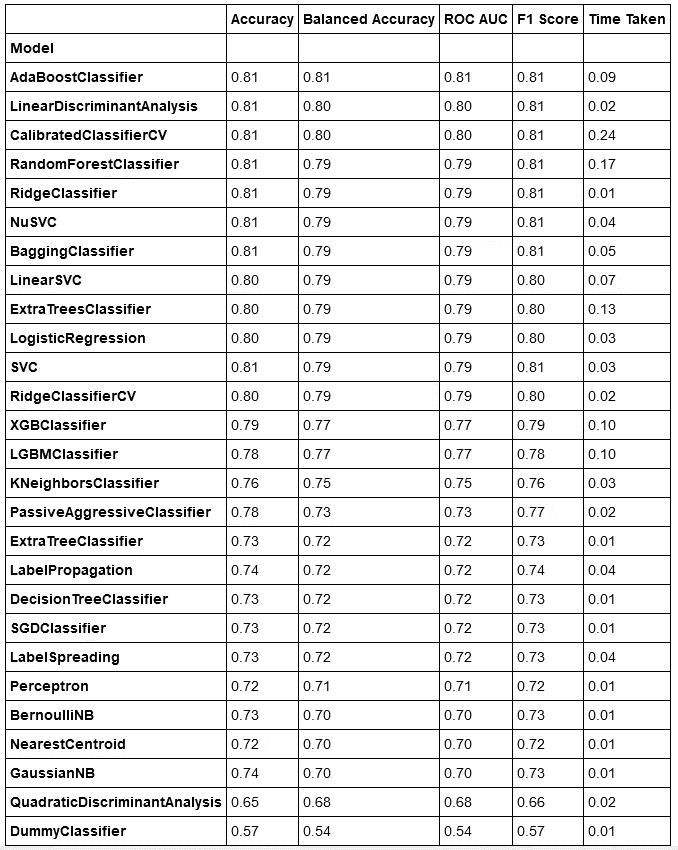 Accuracy Balanced Accuracy ROC AUC F1 Score Time Taken
Model
AdaBoostClassifier 0.81 0.81 0.81 0.81 0.09
LinearDiscriminantAnalysis 0.81 0.80 0.80 0.81 0.02
CalibratedClassifierCV 0.81 0.80 0.80 0.81 0.24
RandomForestClassifier 0.81 0.79 0.79 0.81 0.17
RidgeClassifier 0.81 0.79 0.79 0.81 0.01
NuSVC 0.81 0.79 0.79 0.81 0.04
BaggingClassifier 0.81 0.79 0.79 0.81 0.05
LinearSVC 0.80 0.79 0.79 0.80 0.07
ExtraTreesClassifier 0.80 0.79 0.79 0.80 0.13
LogisticRegression 0.80 0.79 0.79 0.80 0.03
SVC 0.81 0.79 0.79 0.81 0.03
RidgeClassifierCV 0.80 0.79 0.79 0.80 0.02
XGBClassifier 0.79 0.77 0.77 0.79 0.10
LGBMClassifier 0.78 0.77 0.77 0.78 0.10
KNeighborsClassifier 0.76 0.75 0.75 0.76 0.03
PassiveAggressiveClassifier 0.78 0.73 0.73 0.77 0.02
ExtraTreeClassifier 0.73 0.72 0.72 0.73 0.01
LabelPropagation 0.74 0.72 0.72 0.74 0.04
DecisionTreeClassifier 0.73 0.72 0.72 0.73 0.01
SGDClassifier 0.73 0.72 0.72 0.73 0.01
LabelSpreading 0.73 0.72 0.72 0.73 0.04
Perceptron 0.72 0.71 0.71 0.72 0.01
BernoulliNB 0.73 0.70 0.70 0.73 0.01
NearestCentroid 0.72 0.70 0.70 0.72 0.01
GaussianNB 0.74 0.70 0.70 0.73 0.01
QuadraticDiscriminantAnalysis 0.65 0.68 0.68 0.66 0.02
DummyClassifier 0.57 0.54 0.54 0.57 0.01